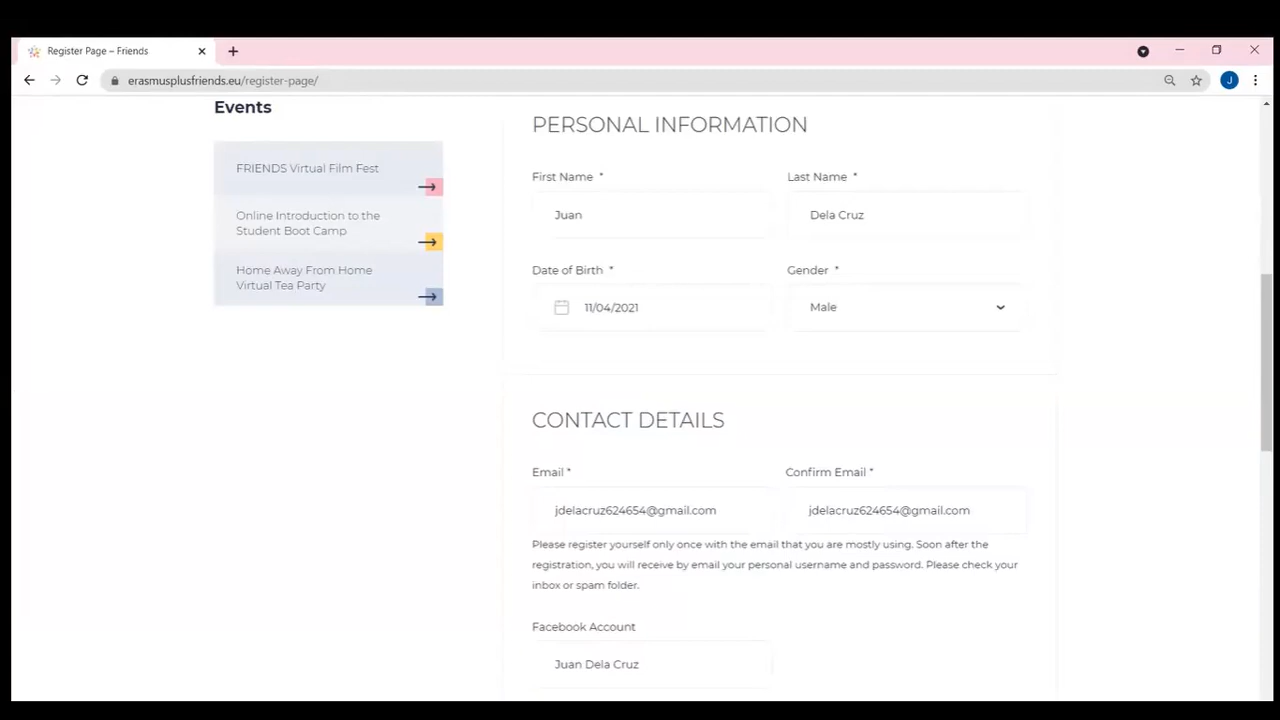 Register Page – Friends
erasmusplusfriends.eu/register-page/
J
Events
FRIENDS Virtual Film Fest
Online Introduction to the
Student Boot Camp
Home Away From Home
Virtual Tea Party
PERSONAL INFORMATION
First Name *
Last Name *
Juan
Dela Cruz
Date of Birth *
Gender *
11/04/2021
Male
CONTACT DETAILS
Email *
Confirm Email *
jdelacruz624654@gmail.com
jdelacruz624654@gmail.com
Please register yourself only once with the email that you are mostly using. Soon after the
registration, you will receive by email your personal username and password. Please check your
inbox or spam folder.
Facebook Account
Juan Dela Cruz